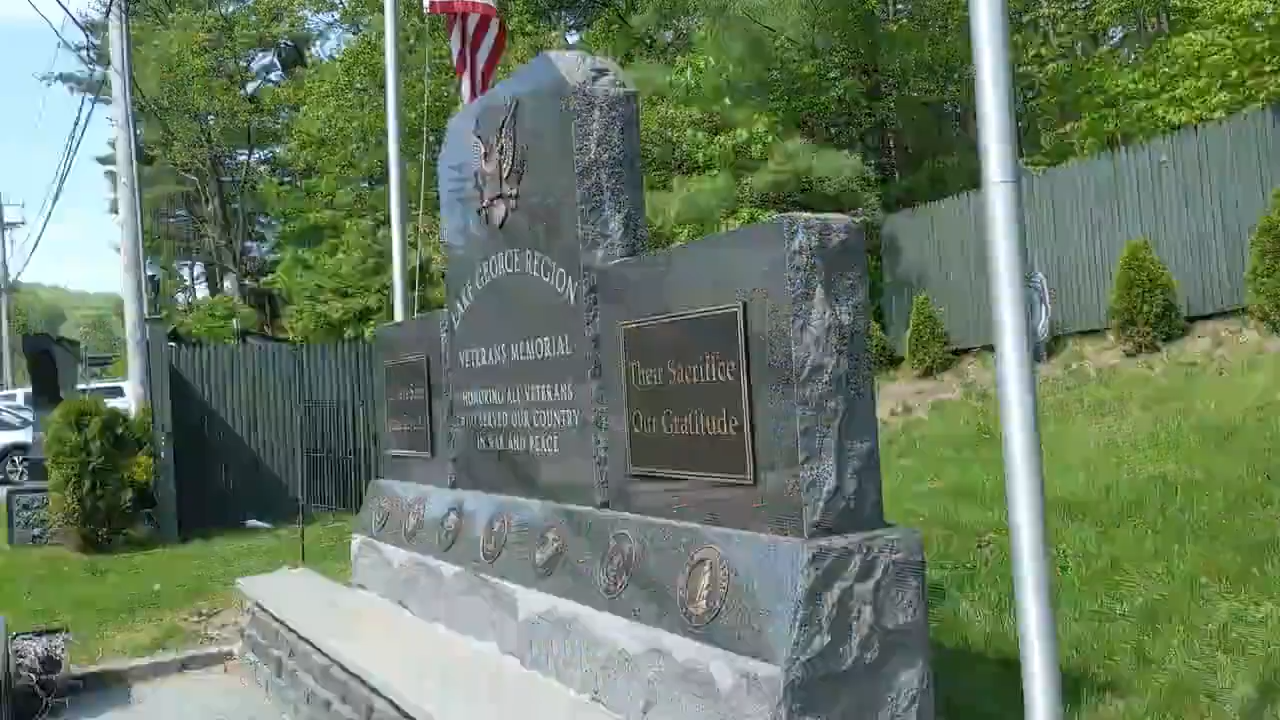 LAKE GEORGE REGION
VETERANS MEMORIAL
HONORING ALL VETERANS
WHO SERVED OUR COUNTRY
IN WAR AND PEACE
Their Sacrifice
Our Gratitude